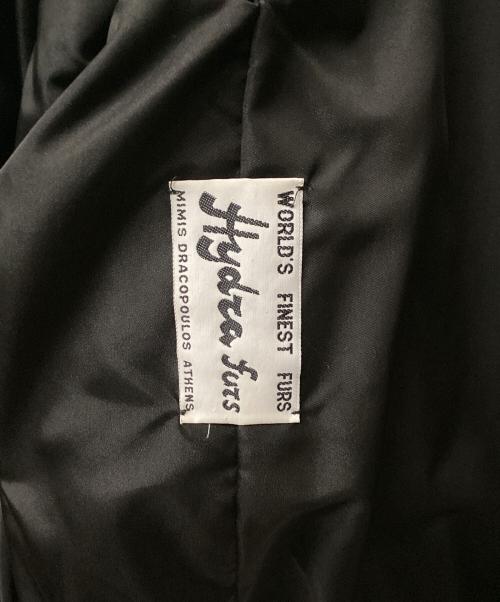 WORLD'S FINEST FURS
Hydra furs
MIMIS DRACOPOULOS ATHENS